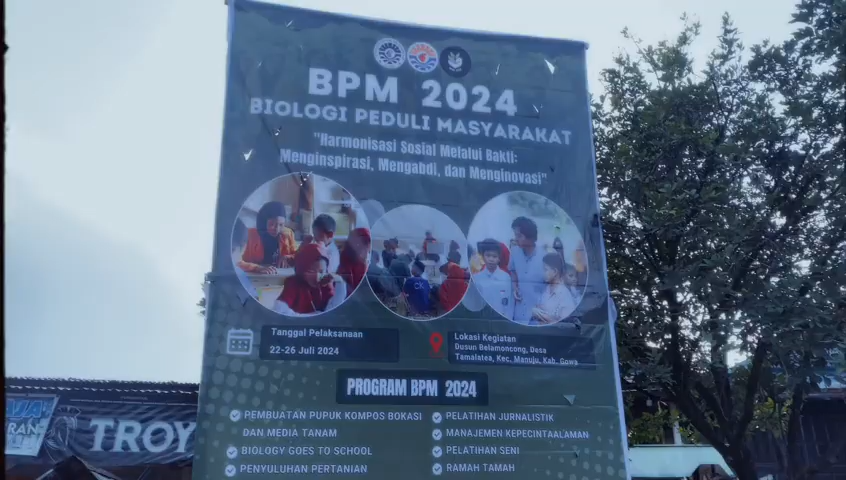 BPM 2024
BIOLOGI PEDULI MASYARAKAT
"Harmonisasi Sosial Melalui Bakti:
Menginspirasi, Mengabdi, dan Menginovasi"
Tanggal Pelaksanaan
22-26 Juli 2024
Lokasi Kegiatan
Dusun Belamoncong, Desa
Tamalatea, Kec. Manuju, Kab. Gowa
PROGRAM BPM 2024
PEMBUATAN PUPUK KOMPOS BOKASI
DAN MEDIA TANAM
BIOLOGY GOES TO SCHOOL
PENYULUHAN PERTANIAN
PELATIHAN JURNALISTIK
MANAJEMEN KEPECINTAALAMAN
PELATIHAN SENI
RAMAH TAMAH
RAN
TROY